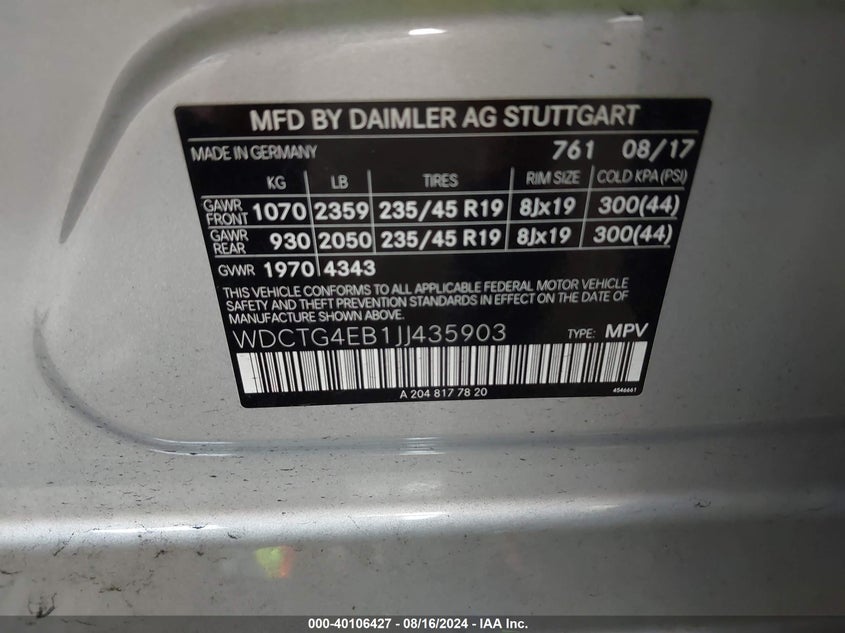 MFD BY DAIMLER AG STUTTGART
MADE IN GERMANY 761 08/17
KG LB TIRES RIM SIZE COLD KPA (PSI)
GAWR FRONT 1070 2359 235/45 R19 8Jx19 300(44)
GAWR REAR 930 2050 235/45 R19 8Jx19 300(44)
GVWR 1970 4343
THIS VEHICLE CONFORMS TO ALL APPLICABLE FEDERAL MOTOR VEHICLE
SAFETY AND THEFT PREVENTION STANDARDS IN EFFECT ON THE DATE OF
MANUFACTURE SHOWN ABOVE.
WDCTG4EB1JJ435903 TYPE: MPV
A 204 817 78 20 4546661
000-40106427 - 08/16/2024 - IAA Inc.